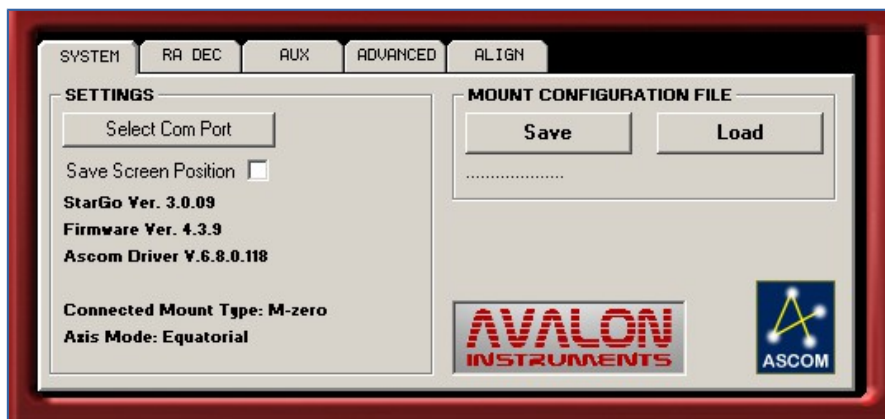 SYSTEM RA DEC AUX ADVANCED ALIGN
SETTINGS
Select Com Port
Save Screen Position
StarGo Ver. 3.0.09
Firmware Ver. 4.3.9
Ascom Driver V.6.8.0.118
Connected Mount Type: M-zero
Axis Mode: Equatorial
MOUNT CONFIGURATION FILE
Save Load
....................
AVALON
INSTRUMENTS
ASCOM